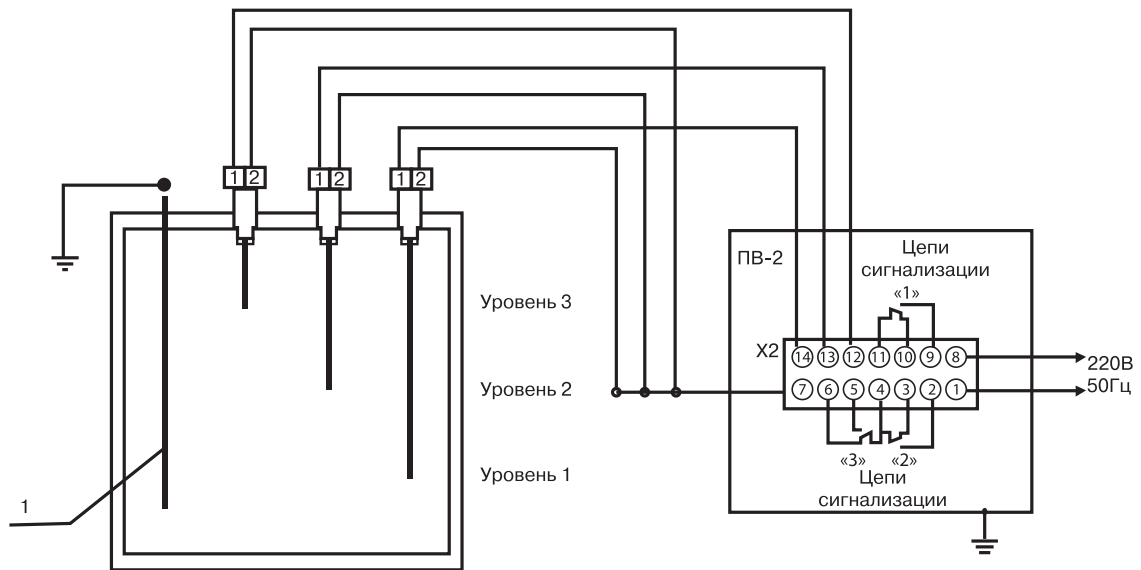 1 2
1 2
1 2
Уровень 3
Уровень 2
Уровень 1
1
ПВ-2
Цепи
сигнализации
«1»
X2
14 13 12 11 10 9 8
7 6 5 4 3 2 1
220В
50Гц
«3» «2»
Цепи
сигнализации